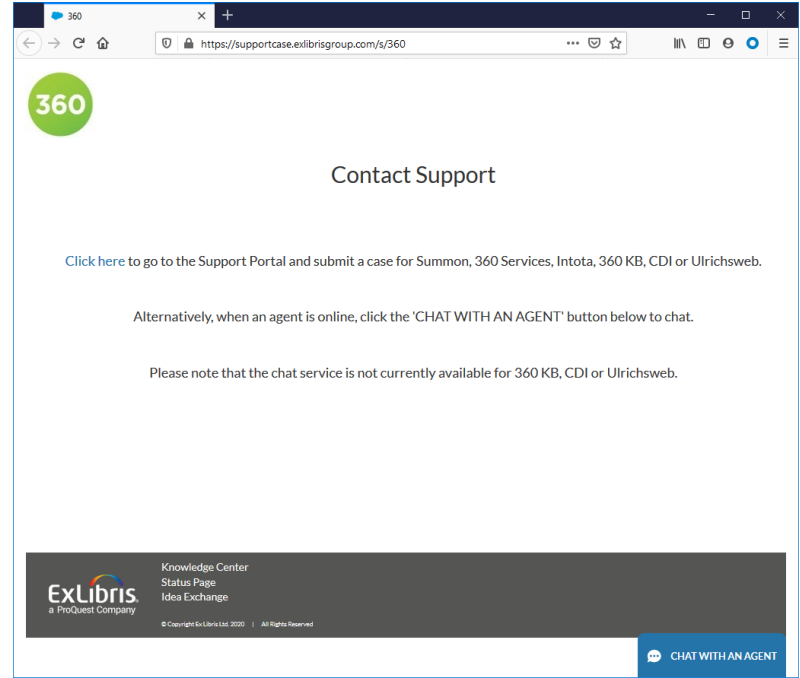 360
https://supportcase.exlibrisgroup.com/s/360
360
Contact Support
Click here to go to the Support Portal and submit a case for Summon, 360 Services, Intota, 360 KB, CDI or Ulrichsweb.
Alternatively, when an agent is online, click the 'CHAT WITH AN AGENT' button below to chat.
Please note that the chat service is not currently available for 360 KB, CDI or Ulrichsweb.
ExLibris.
a ProQuest Company
Knowledge Center
Status Page
Idea Exchange
© Copyright Ex Libris Ltd. 2020 | All Rights Reserved
CHAT WITH AN AGENT